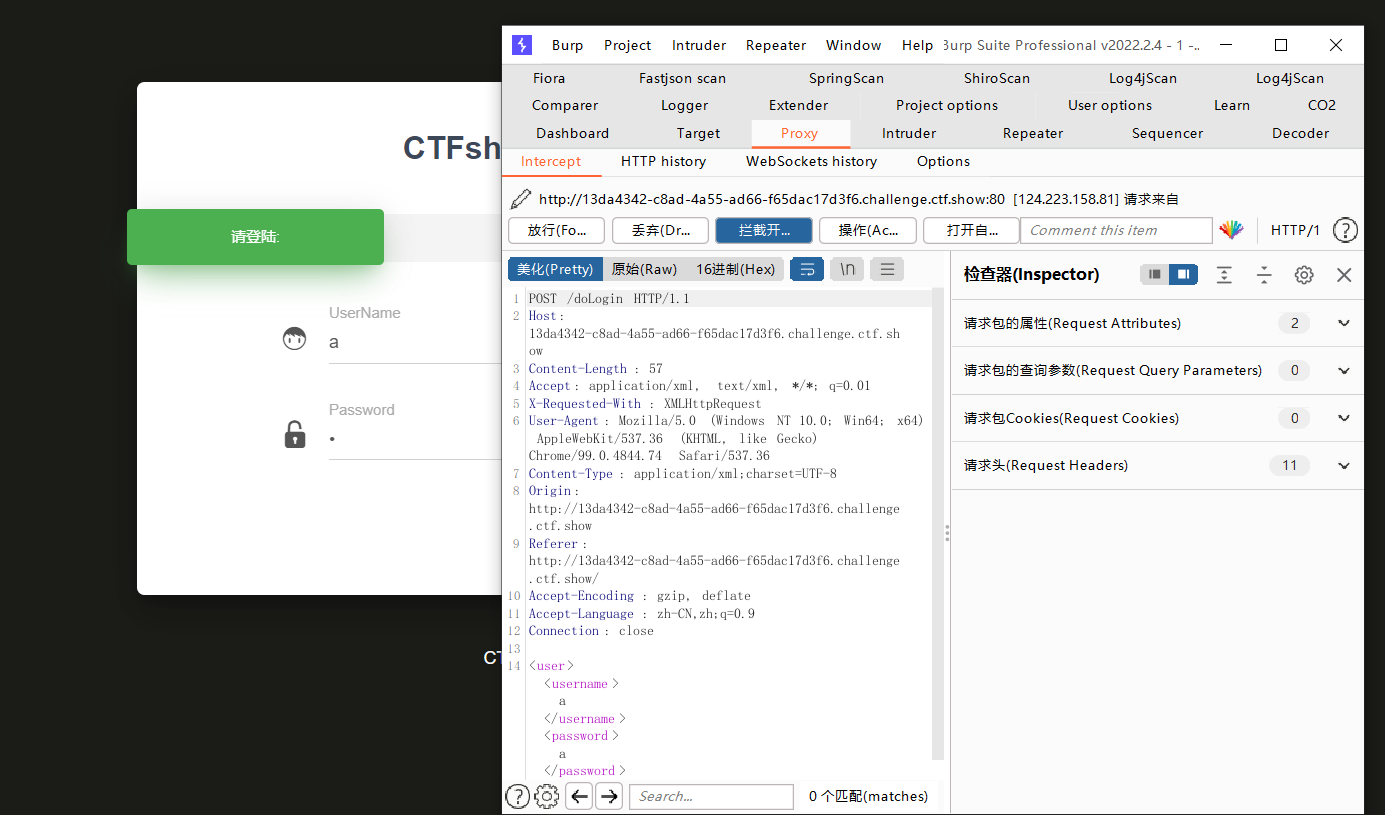 CTFsh
请登陆:
UserName
a
Password
•
CT
Burp Project Intruder Repeater Window Help Burp Suite Professional v2022.2.4 - 1 -..
Fiora Fastjson scan SpringScan ShiroScan Log4jScan Log4jScan
Comparer Logger Extender Project options User options Learn CO2
Dashboard Target Proxy Intruder Repeater Sequencer Decoder
Intercept HTTP history WebSockets history Options
http://13da4342-c8ad-4a55-ad66-f65dac17d3f6.challenge.ctf.show:80 [124.223.158.81] 请求来自
放行(Fo... 丢弃(Dr... 拦截开... 操作(Ac... 打开自... Comment this item HTTP/1 ?
美化(Pretty) 原始(Raw) 16进制(Hex) \n
1 POST /doLogin HTTP/1.1
2 Host:
13da4342-c8ad-4a55-ad66-f65dac17d3f6.challenge.ctf.sh
ow
3 Content-Length : 57
4 Accept: application/xml, text/xml, */*; q=0.01
5 X-Requested-With : XMLHttpRequest
6 User-Agent : Mozilla/5.0 (Windows NT 10.0; Win64; x64)
AppleWebKit/537.36 (KHTML, like Gecko)
Chrome/99.0.4844.74 Safari/537.36
7 Content-Type : application/xml;charset=UTF-8
8 Origin:
http://13da4342-c8ad-4a55-ad66-f65dac17d3f6.challenge
.ctf.show
9 Referer:
http://13da4342-c8ad-4a55-ad66-f65dac17d3f6.challenge
.ctf.show/
10 Accept-Encoding : gzip, deflate
11 Accept-Language : zh-CN,zh;q=0.9
12 Connection : close
13
14 <user>
<username>
a
</username>
<password>
a
</password>
? Search... 0 个匹配(matches)
检查器(Inspector)
请求包的属性(Request Attributes) 2
请求包的查询参数(Request Query Parameters) 0
请求包Cookies(Request Cookies) 0
请求头(Request Headers) 11